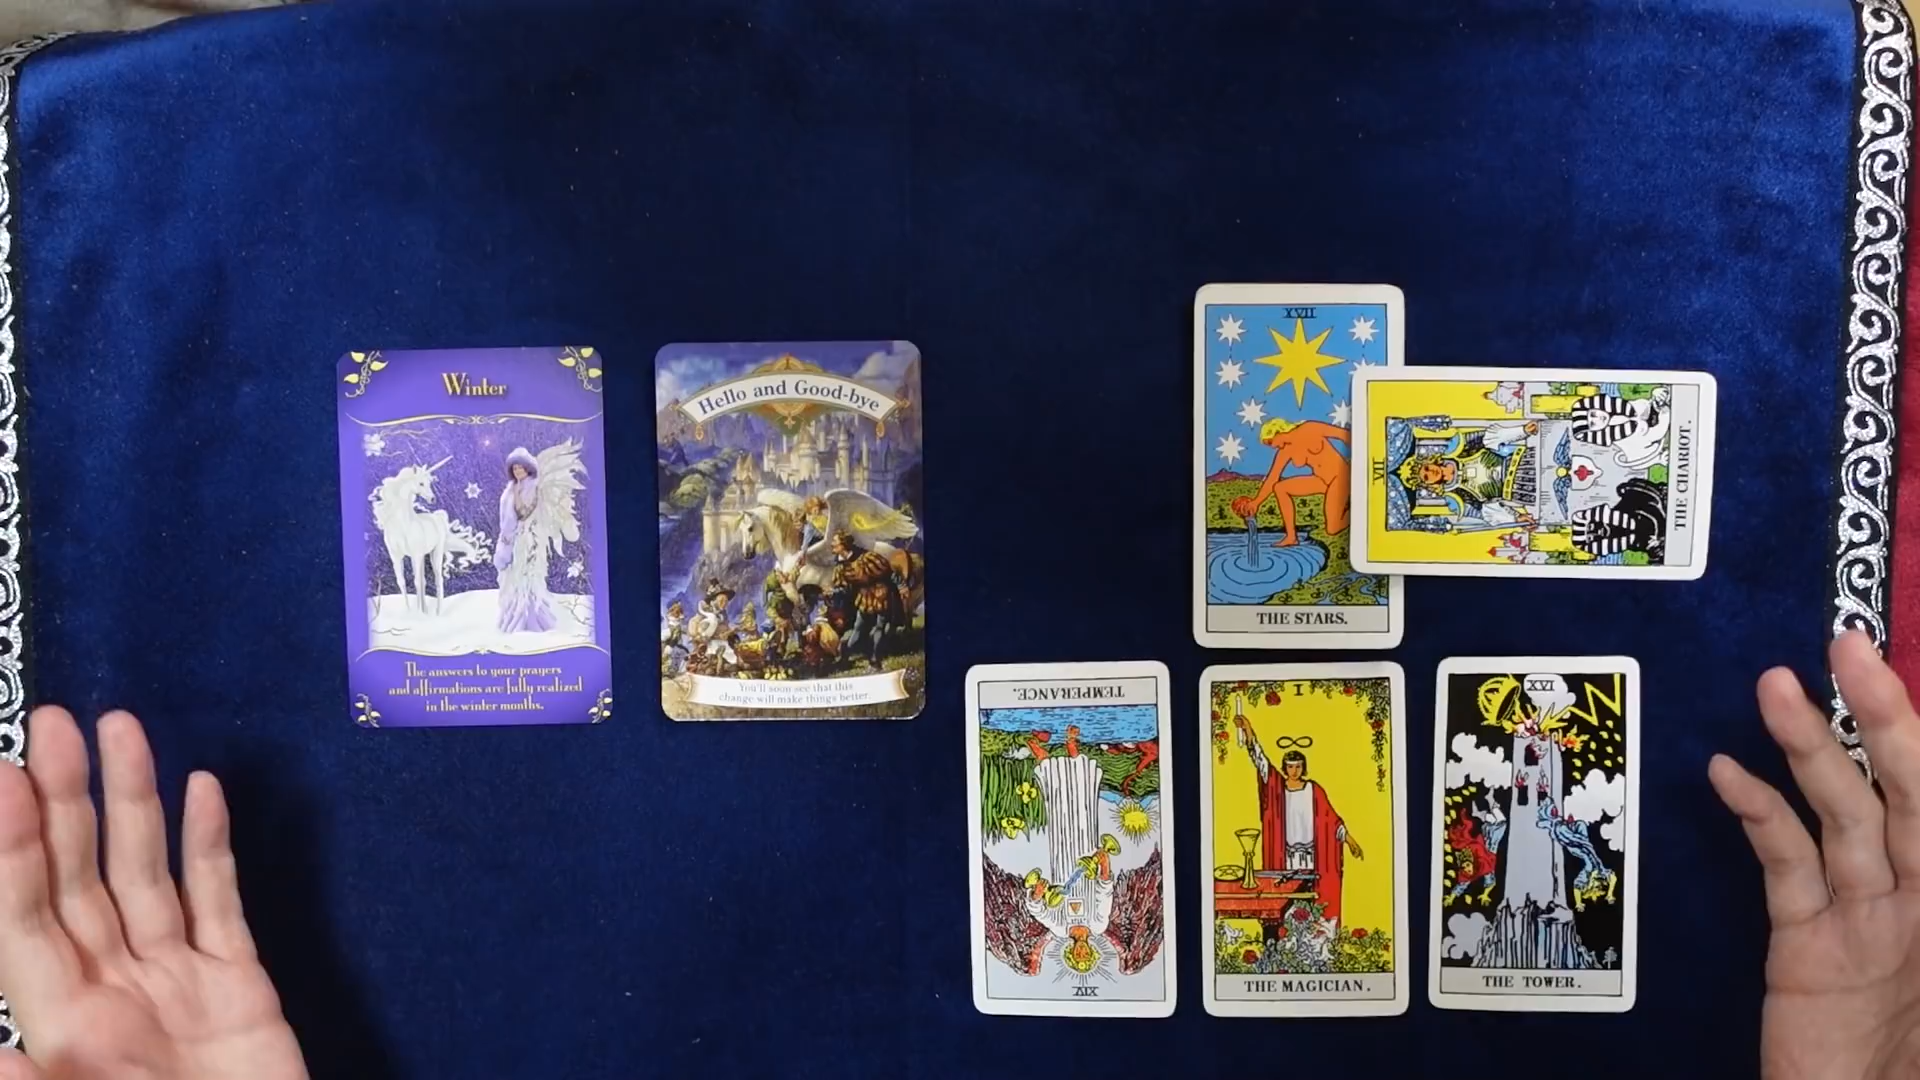 Winter
The answers to your prayers
and affirmations are fully realized
in the winter months.
Hello and Good-bye
You'll soon see that this
change will make things better.
XVII
THE STARS.
VII
THE CHARIOT.
TEMPERANCE.
XIV
I
THE MAGICIAN.
XVI
THE TOWER.